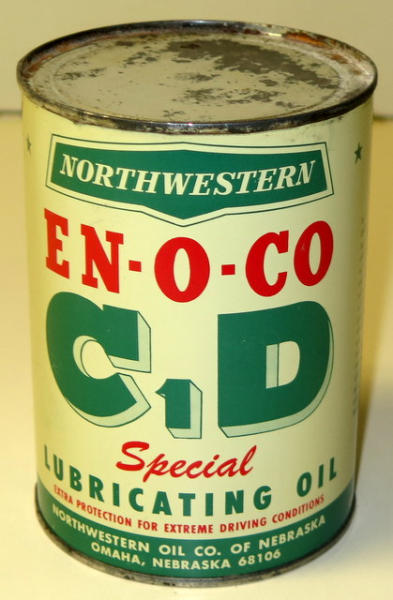 NORTHWESTERN
EN-O-CO
C1D
Special
LUBRICATING OIL
EXTRA PROTECTION FOR EXTREME DRIVING CONDITIONS
NORTHWESTERN OIL CO. OF NEBRASKA
OMAHA, NEBRASKA 68106